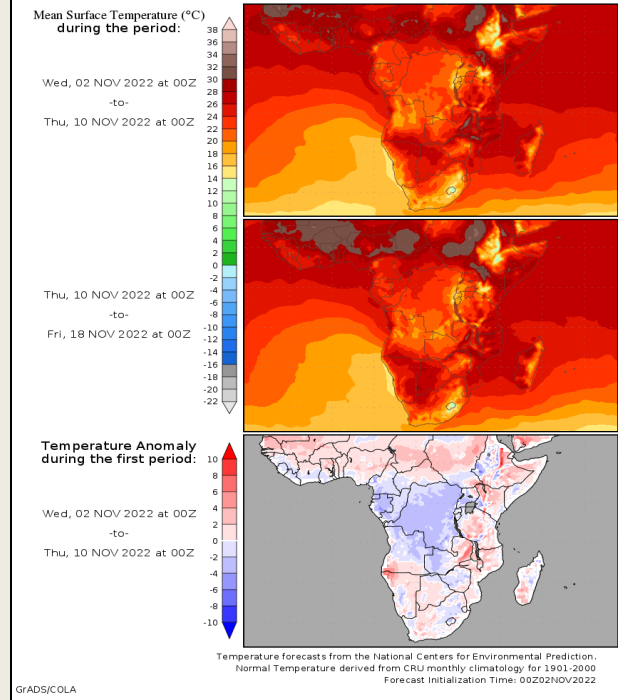 Mean Surface Temperature (°C)
during the period:
38
36
34
32
30
28
26
24
22
20
18
16
14
12
10
8
6
4
2
0
-2
-4
-6
-8
-10
-12
-14
-16
-18
-20
-22
Wed, 02 NOV 2022 at 00Z
-to-
Thu, 10 NOV 2022 at 00Z
Thu, 10 NOV 2022 at 00Z
-to-
Fri, 18 NOV 2022 at 00Z
Temperature Anomaly
during the first period:
10
8
6
4
2
0
-2
-4
-6
-8
-10
Wed, 02 NOV 2022 at 00Z
-to-
Thu, 10 NOV 2022 at 00Z
Temperature forecasts from the National Centers for Environmental Prediction.
Normal Temperature derived from CRU monthly climatology for 1901-2000
Forecast Initialization Time: 00Z02NOV2022
GrADS/COLA